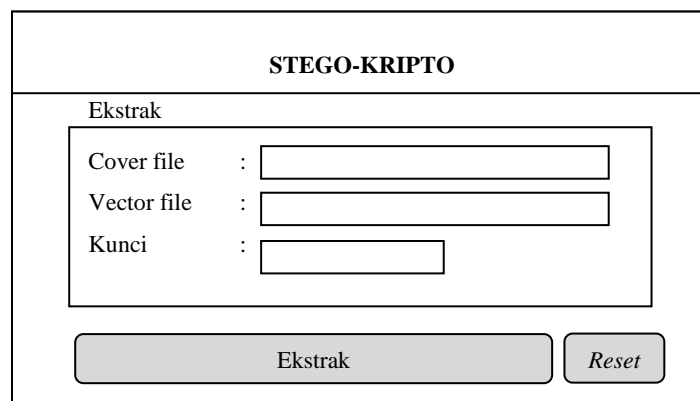 STEGO-KRIPTO
Ekstrak
Cover file :
Vector file :
Kunci :
Ekstrak Reset